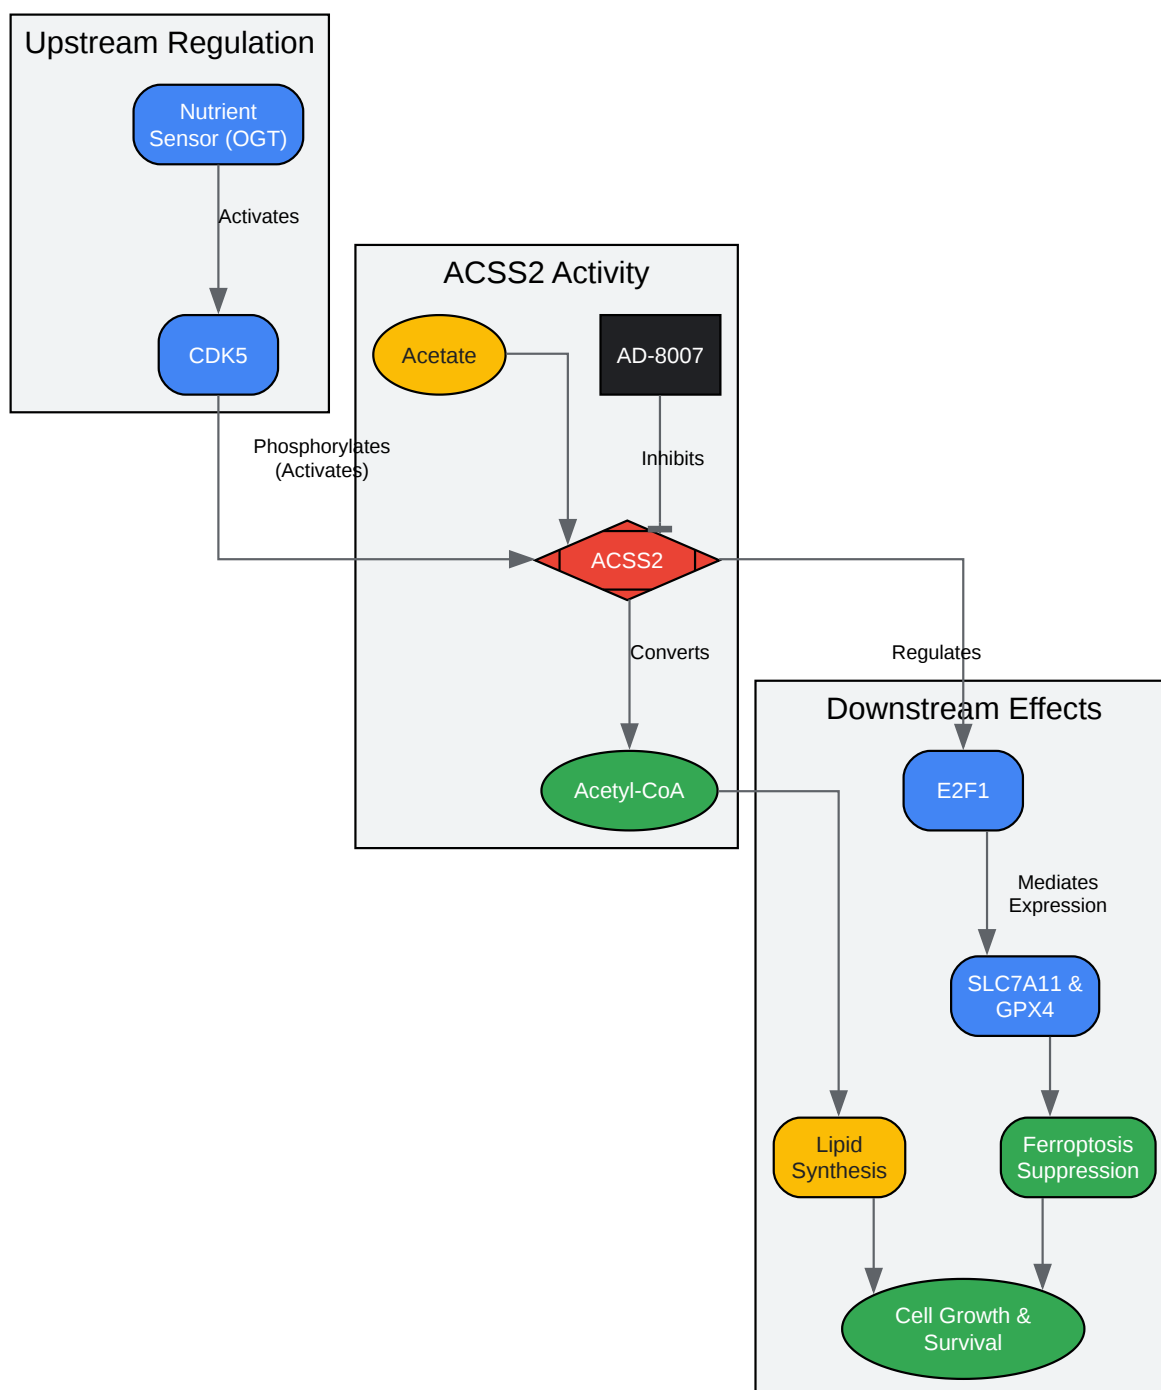 Upstream Regulation
Nutrient
Sensor (OGT)
Activates
CDK5
Phosphorylates
(Activates)
ACSS2 Activity
Acetate
AD-8007
Inhibits
ACSS2
Converts
Regulates
Acetyl-CoA
Downstream Effects
E2F1
Mediates
Expression
SLC7A11 &
GPX4
Lipid
Synthesis
Ferroptosis
Suppression
Cell Growth &
Survival